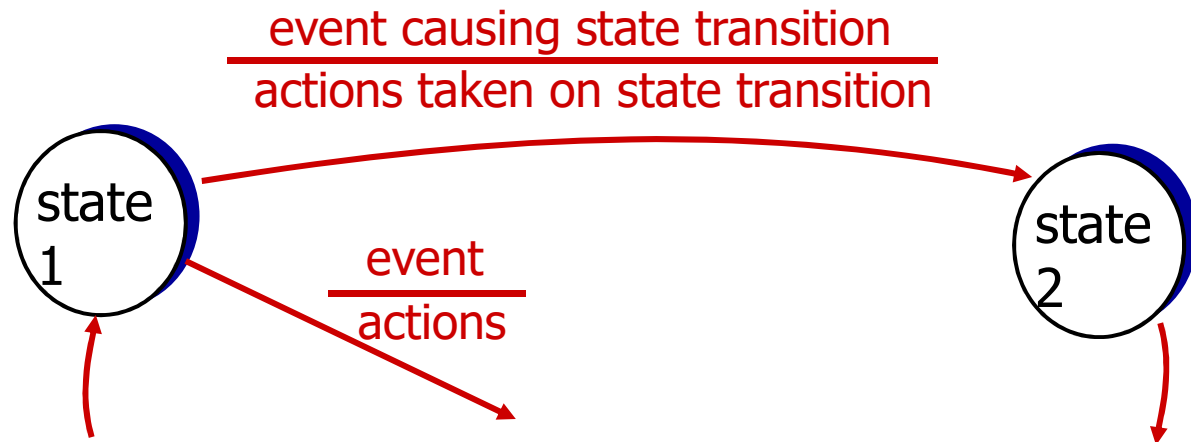 event causing state transition
actions taken on state transition
state
1
state
2
event
actions